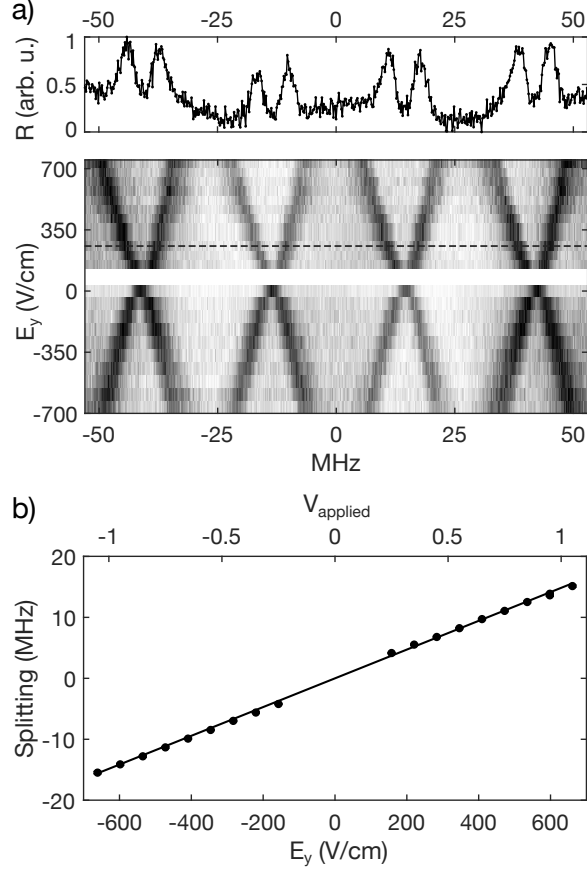 a)
-50 -25 0 25 50
1
0.5
0
R (arb. u.)
700
350
0
-350
-700
E_y (V/cm)
-50 -25 0 25 50
MHz
b)
V_applied
-1 -0.5 0 0.5 1
20
10
0
-10
-20
Splitting (MHz)
-600 -400 -200 0 200 400 600
E_y (V/cm)